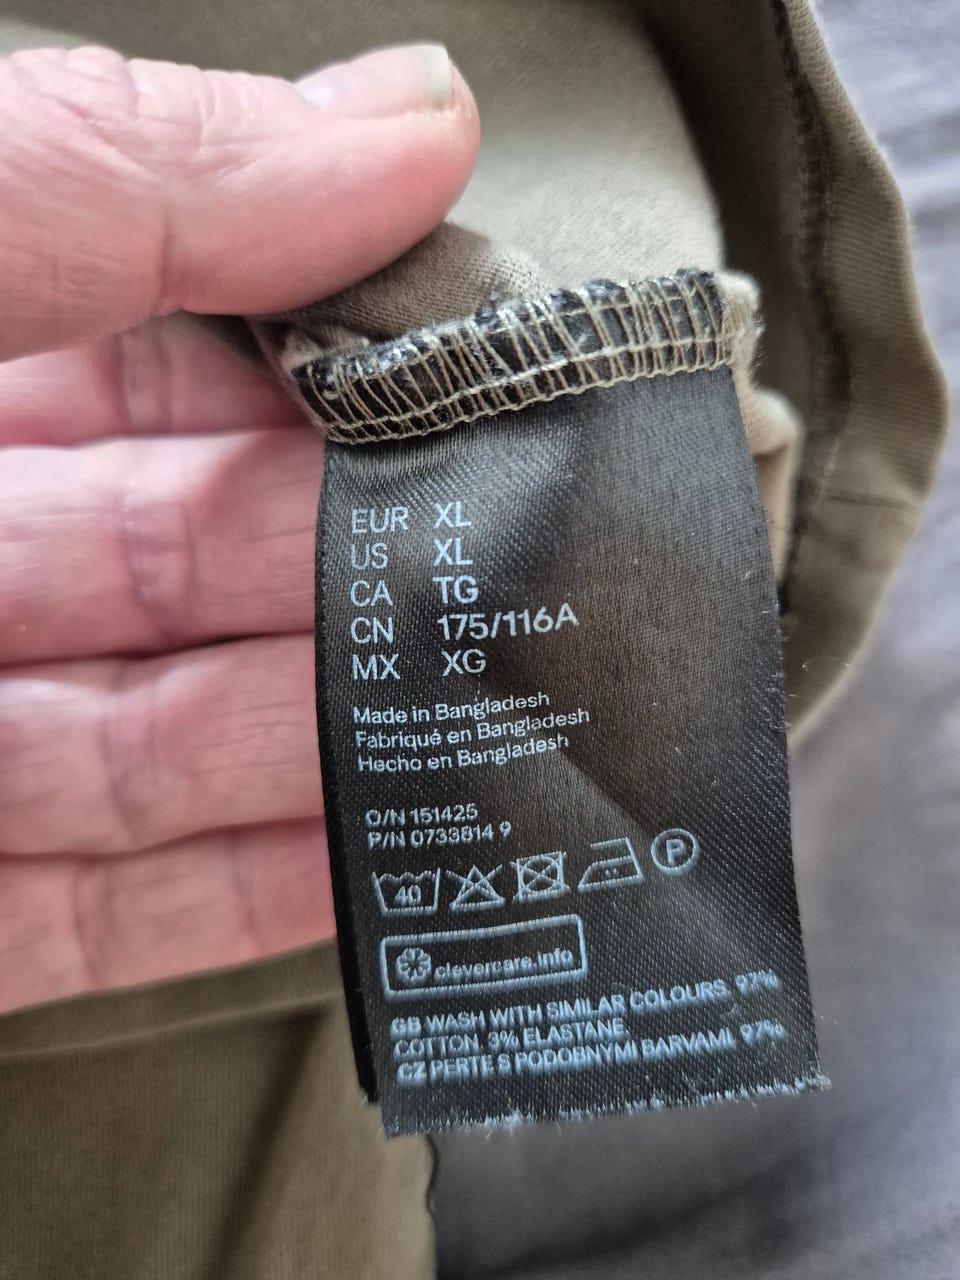 EUR XL
US XL
CA TG
CN 175/116A
MX XG
Made in Bangladesh
Fabriqué en Bangladesh
Hecho en Bangladesh
O/N 151425
P/N 0733814 9
40 P
clevercare.info
GB WASH WITH SIMILAR COLOURS 97%
COTTON, 3% ELASTANE,
CZ PERTE S PODOBNÝMI BARVAMI, 97%